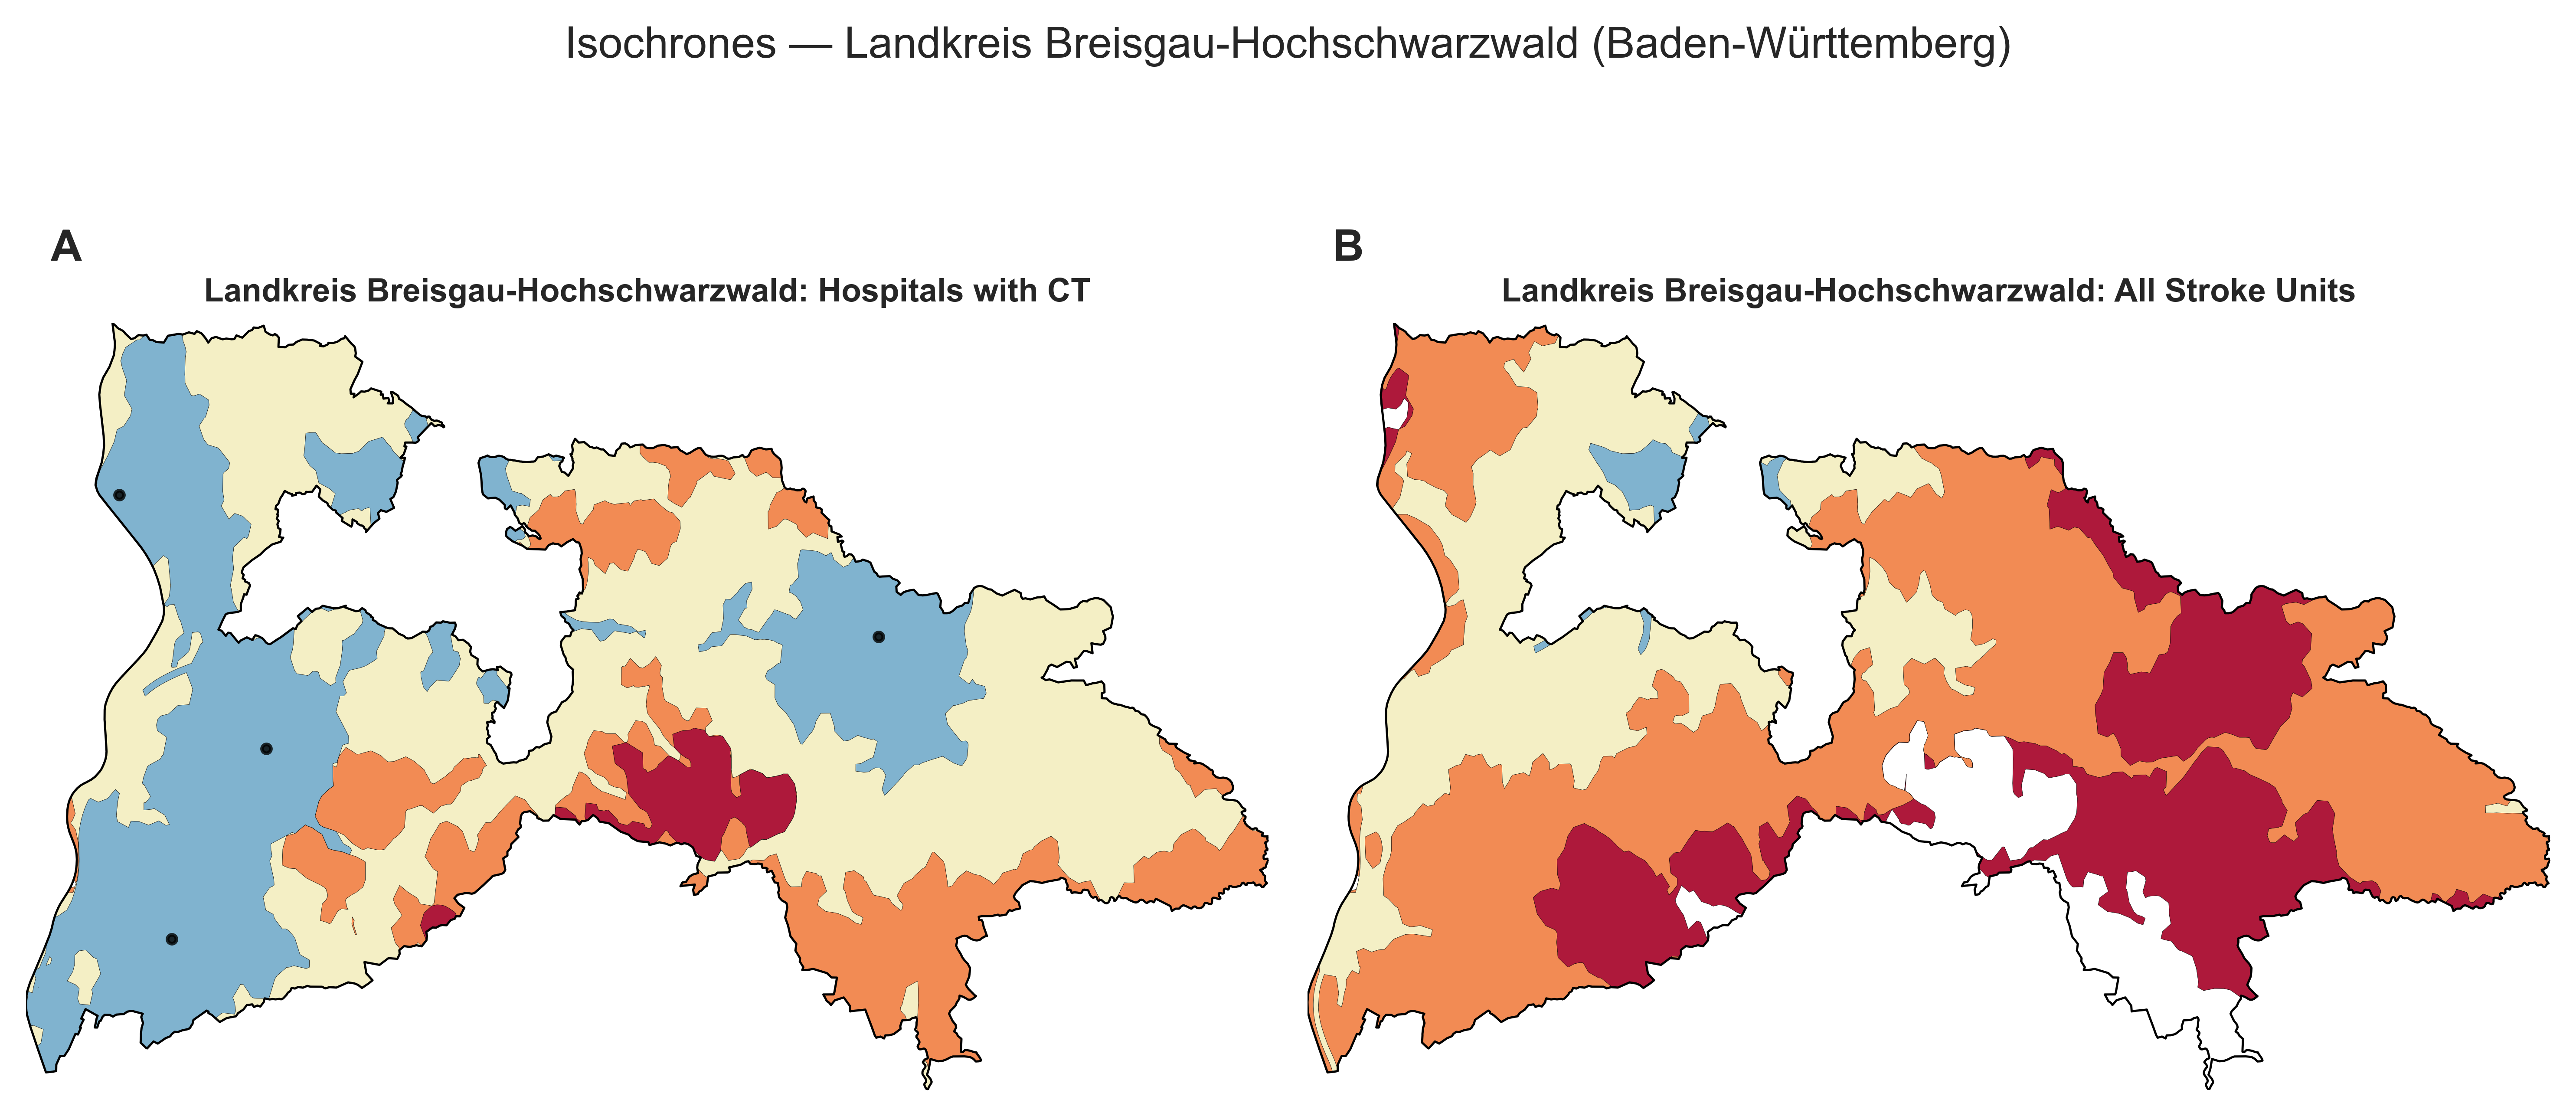 Isochrones — Landkreis Breisgau-Hochschwarzwald (Baden-Württemberg)
A
Landkreis Breisgau-Hochschwarzwald: Hospitals with CT
B
Landkreis Breisgau-Hochschwarzwald: All Stroke Units